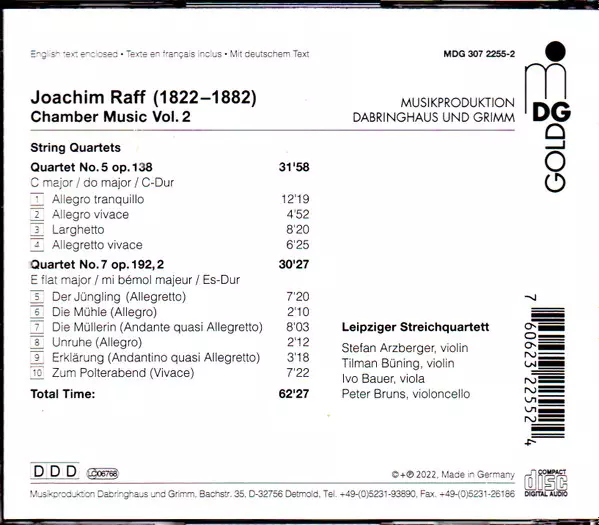 English text enclosed • Texte en français inclus • Mit deutschem Text
MDG 307 2255-2
Joachim Raff (1822–1882)
Chamber Music Vol. 2
MUSIKPRODUKTION
DABRINGHAUS UND GRIMM
mDG
GOLD
String Quartets
Quartet No. 5 op. 138 31'58
C major / do major / C-Dur
1 Allegro tranquillo 12'19
2 Allegro vivace 4'52
3 Larghetto 8'20
4 Allegretto vivace 6'25
Quartet No. 7 op. 192, 2 30'27
E flat major / mi bémol majeur / Es-Dur
5 Der Jüngling (Allegretto) 7'20
6 Die Mühle (Allegro) 2'10
7 Die Müllerin (Andante quasi Allegretto) 8'03
8 Unruhe (Allegro) 2'12
9 Erklärung (Andantino quasi Allegretto) 3'18
10 Zum Polterabend (Vivace) 7'22
Total Time: 62'27
Leipziger Streichquartett
Stefan Arzberger, violin
Tilman Büning, violin
Ivo Bauer, viola
Peter Bruns, violoncello
7 60623 22552 4
DDD
LC 06768
©+℗ 2022, Made in Germany
COMPACT
disc
DIGITAL AUDIO
Musikproduktion Dabringhaus und Grimm, Bachstr. 35, D-32756 Detmold, Tel. +49-(0)5231-93890, Fax +49-(0)5231-26186